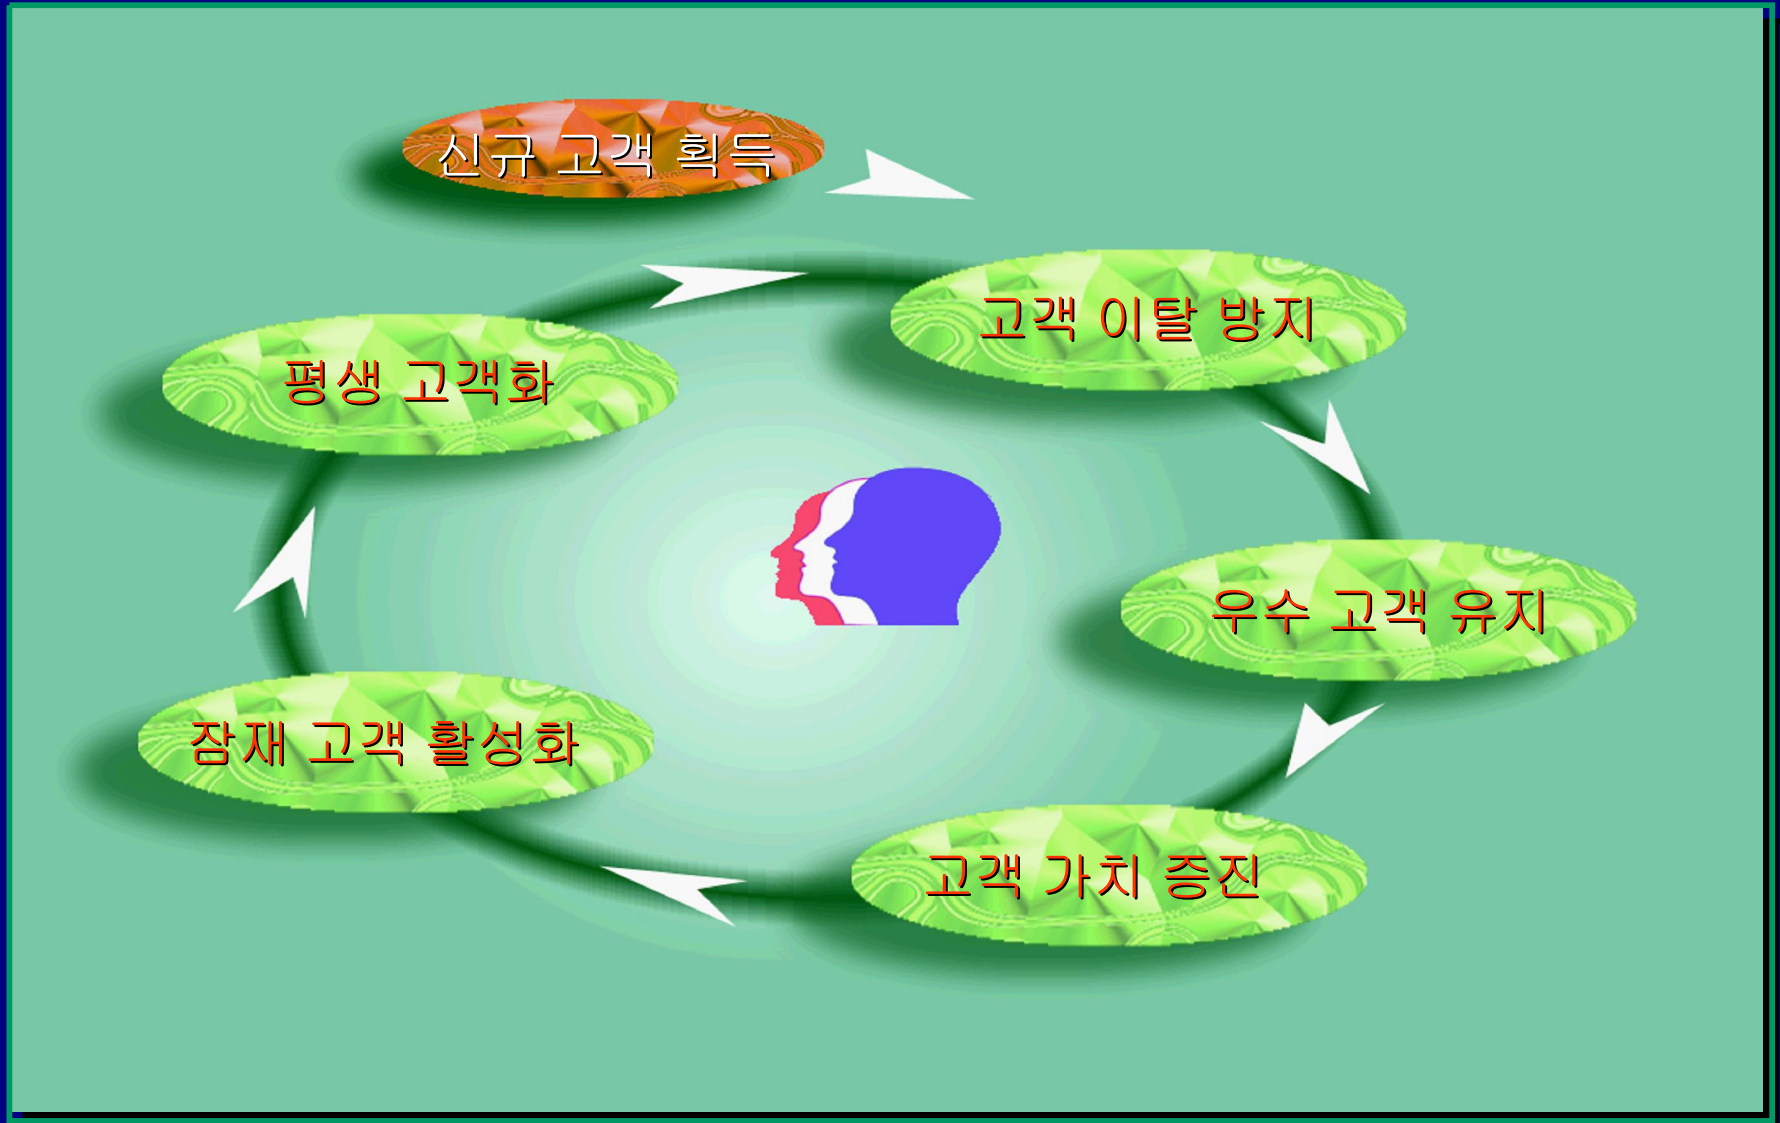 신규 고객 획득
고객 이탈 방지
평생 고객화
우수 고객 유지
잠재 고객 활성화
고객 가치 증진